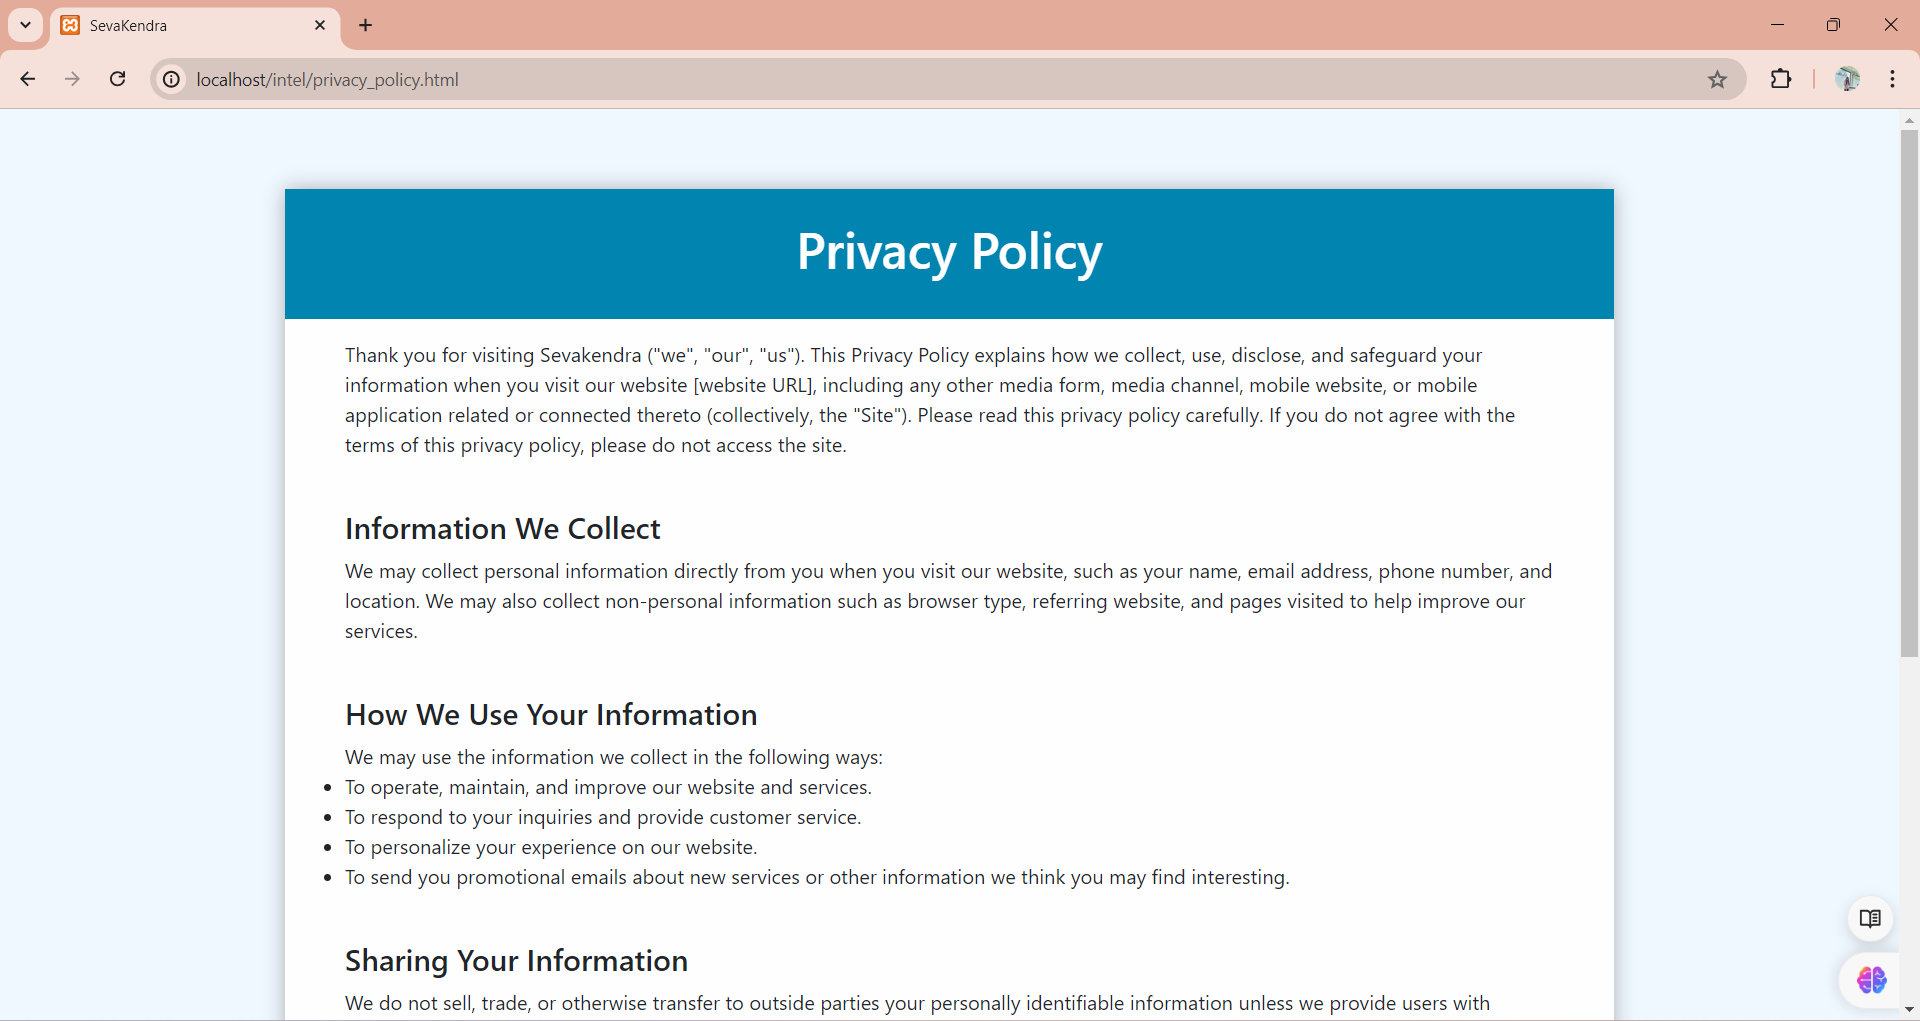 SevaKendra
localhost/intel/privacy_policy.html
Privacy Policy
Thank you for visiting Sevakendra ("we", "our", "us"). This Privacy Policy explains how we collect, use, disclose, and safeguard your
information when you visit our website [website URL], including any other media form, media channel, mobile website, or mobile
application related or connected thereto (collectively, the "Site"). Please read this privacy policy carefully. If you do not agree with the
terms of this privacy policy, please do not access the site.
Information We Collect
We may collect personal information directly from you when you visit our website, such as your name, email address, phone number, and
location. We may also collect non-personal information such as browser type, referring website, and pages visited to help improve our
services.
How We Use Your Information
We may use the information we collect in the following ways:
• To operate, maintain, and improve our website and services.
• To respond to your inquiries and provide customer service.
• To personalize your experience on our website.
• To send you promotional emails about new services or other information we think you may find interesting.
Sharing Your Information
We do not sell, trade, or otherwise transfer to outside parties your personally identifiable information unless we provide users with